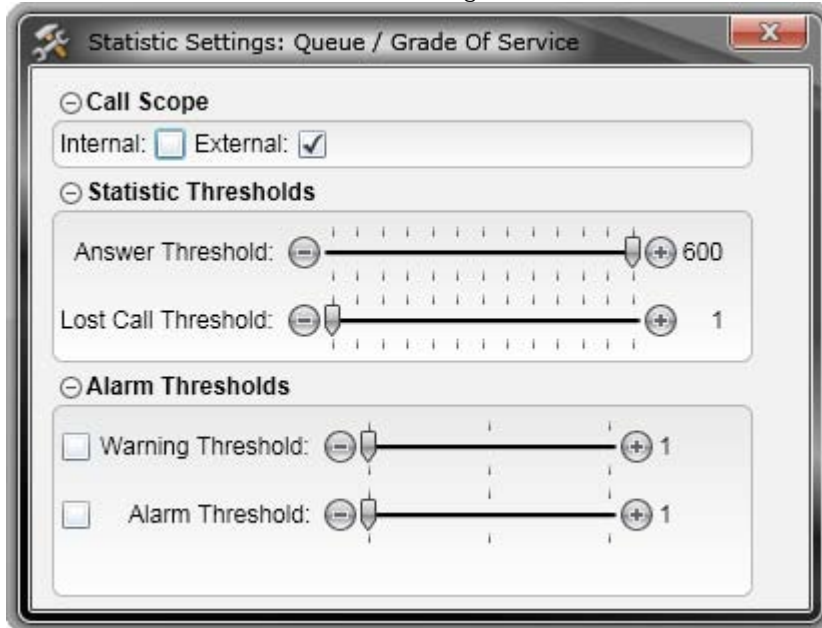 Statistic Settings: Queue / Grade Of Service
Call Scope
Internal: External:
Statistic Thresholds
Answer Threshold: 600
Lost Call Threshold: 1
Alarm Thresholds
Warning Threshold: 1
Alarm Threshold: 1